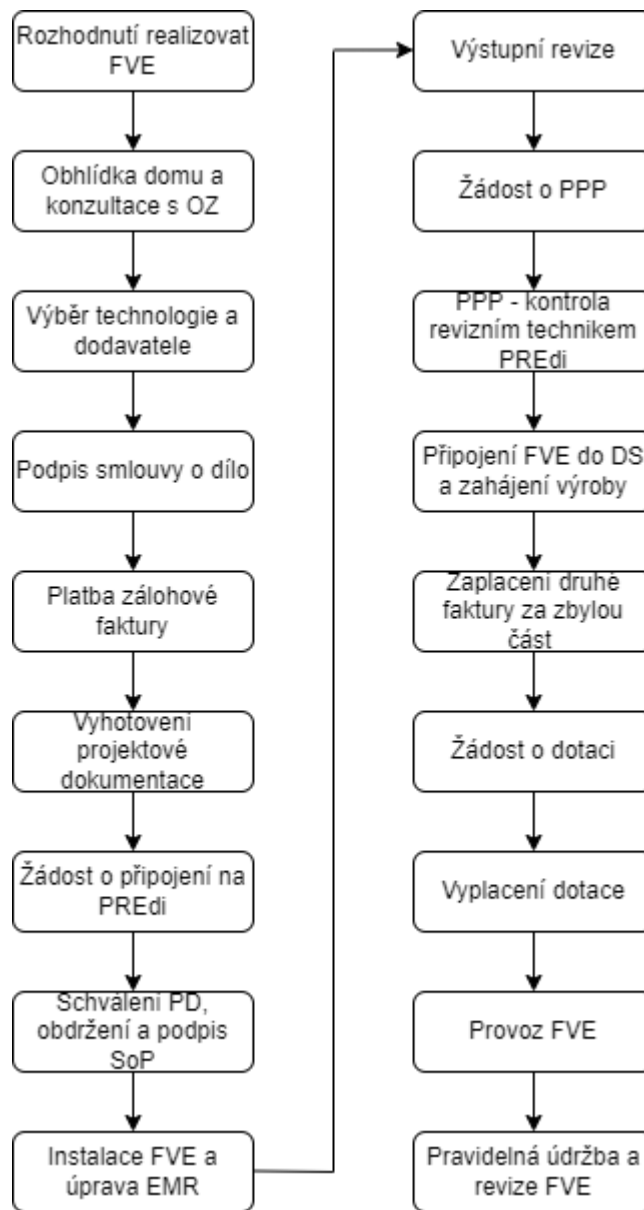 Rozhodnutí realizovat
FVE
Obhlídka domu a
konzultace s OZ
Výběr technologie a
dodavatele
Podpis smlouvy o dílo
Platba zálohové
faktury
Vyhotovení
projektové
dokumentace
Žádost o připojení na
PREdi
Schválení PD,
obdržení a podpis
SoP
Instalace FVE a
úprava EMR
Výstupní revize
Žádost o PPP
PPP - kontrola
revizním technikem
PREdi
Připojení FVE do DS
a zahájení výroby
Zaplacení druhé
faktury za zbylou
část
Žádost o dotaci
Vyplacení dotace
Provoz FVE
Pravidelná údržba a
revize FVE